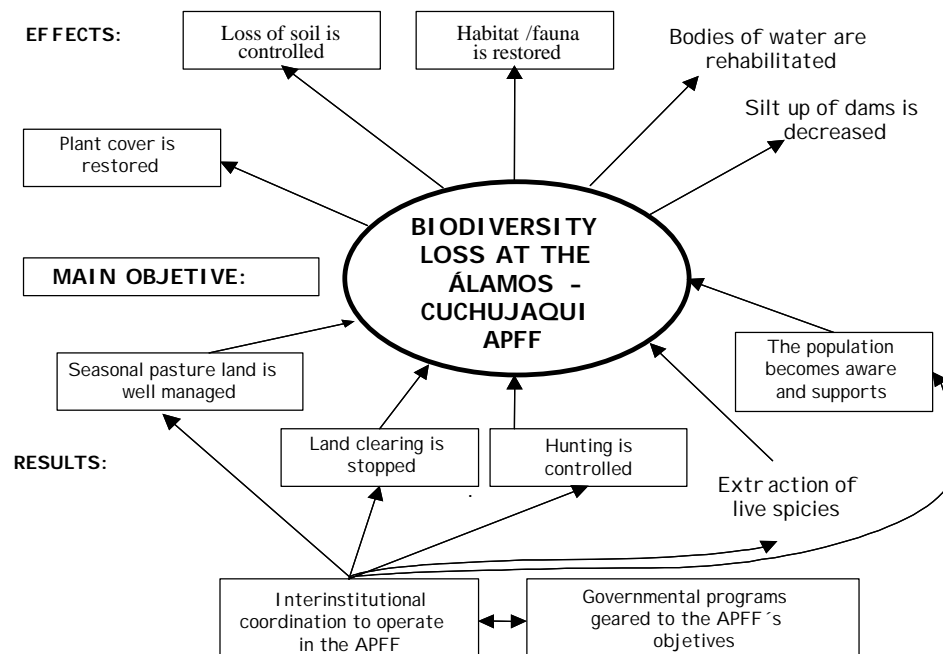 EFFECTS:
Loss of soil is
controlled
Habitat /fauna
is restored
Bodies of water are
rehabilitated
Silt up of dams is
decreased
Plant cover is
restored
BIODIVERSITY
LOSS AT THE
ÁLAMOS –
CUCHUJAQUI
APFF
MAIN OBJETIVE:
Seasonal pasture land is
well managed
The population
becomes aware
and supports
Land clearing is
stopped
Hunting is
controlled
RESULTS:
Extraction of
live spicies
Interinstitutional
coordination to operate
in the APFF
Governmental programs
geared to the APFF´s
objetives